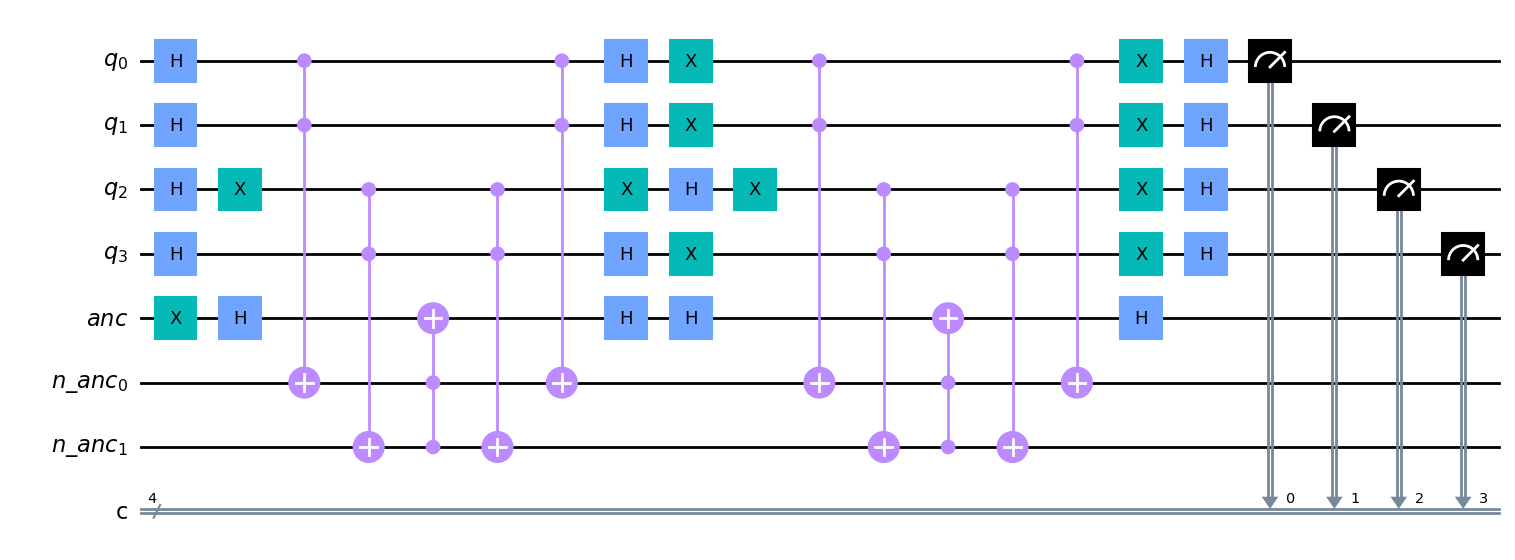 q0 H H X X H
q1 H H X X H
q2 H X X H X X H
q3 H H X X H
anc X H H H H
n_anc0
n_anc1
c 4 0 1 2 3